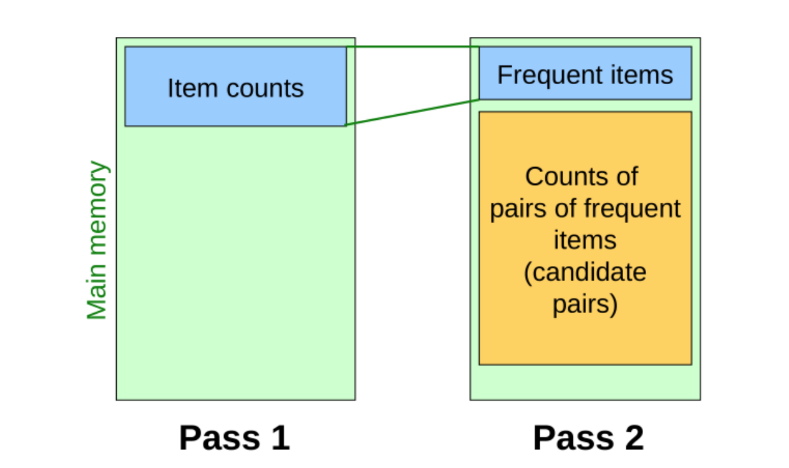 Main memory
Item counts
Frequent items
Counts of
pairs of frequent
items
(candidate
pairs)
Pass 1
Pass 2